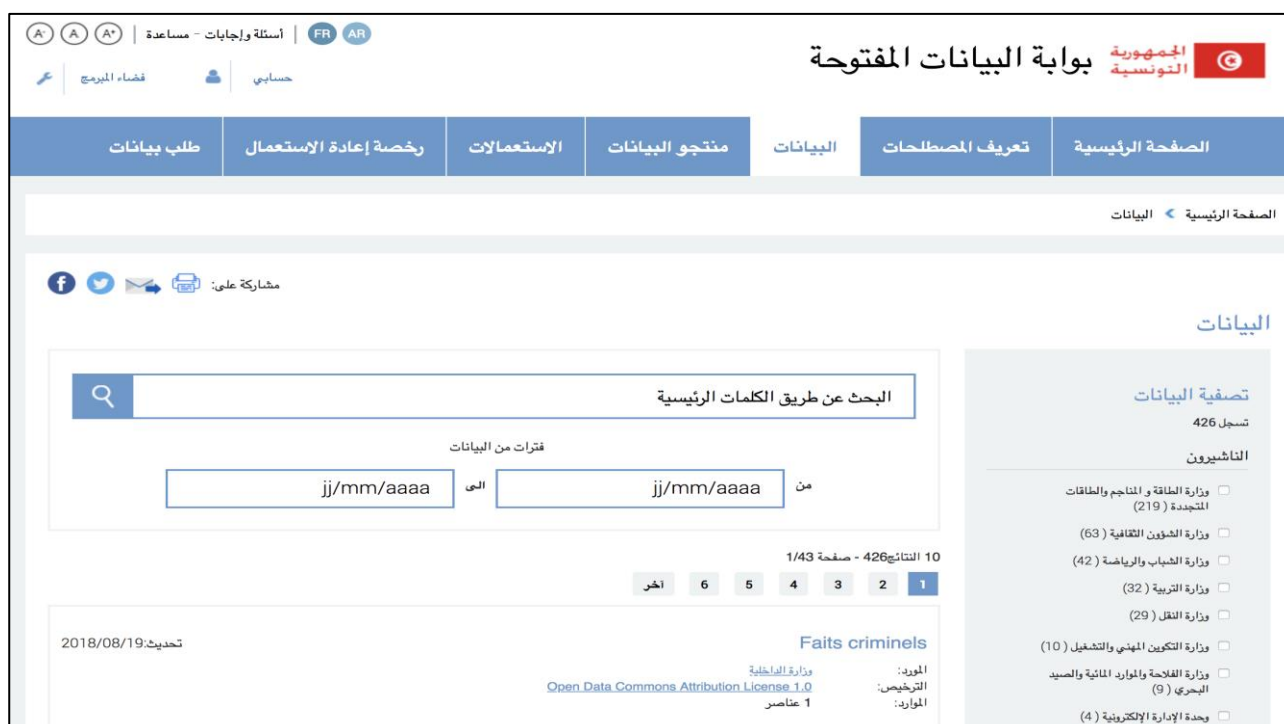 الجمهورية
التونسية
بوابة البيانات المفتوحة
AR FR | أسئلة وإجابات - مساعدة | A+ A A-
حسابي
فضاء المبرمج
الصفحة الرئيسية
تعريف المصطلحات
البيانات
منتجو البيانات
الاستعمالات
رخصة إعادة الاستعمال
طلب بيانات
الصفحة الرئيسية > البيانات
مشاركة على:
البيانات
تصفية البيانات
تسجل 426
الناشيرون
وزارة الطاقة و المناجم والطاقات
المتجددة ( 219)
وزارة الشؤون الثقافية ( 63)
وزارة الشباب والرياضة ( 42)
وزارة التربية ( 32)
وزارة النقل ( 29)
وزارة التكوين المهني والتشغيل ( 10)
وزارة الفلاحة والموارد المائية والصيد
البحري ( 9)
وحدة الإدارة الإلكترونية ( 4)
البحث عن طريق الكلمات الرئيسية
فترات من البيانات
من jj/mm/aaaa الى jj/mm/aaaa
10 النتائج426 - صفحة 1/43
1 2 3 4 5 6 آخر
Faits criminels
تحديث:2018/08/19
المورد: وزارة الداخلية
الترخيص: Open Data Commons Attribution License 1.0
الموارد: 1 عناصر